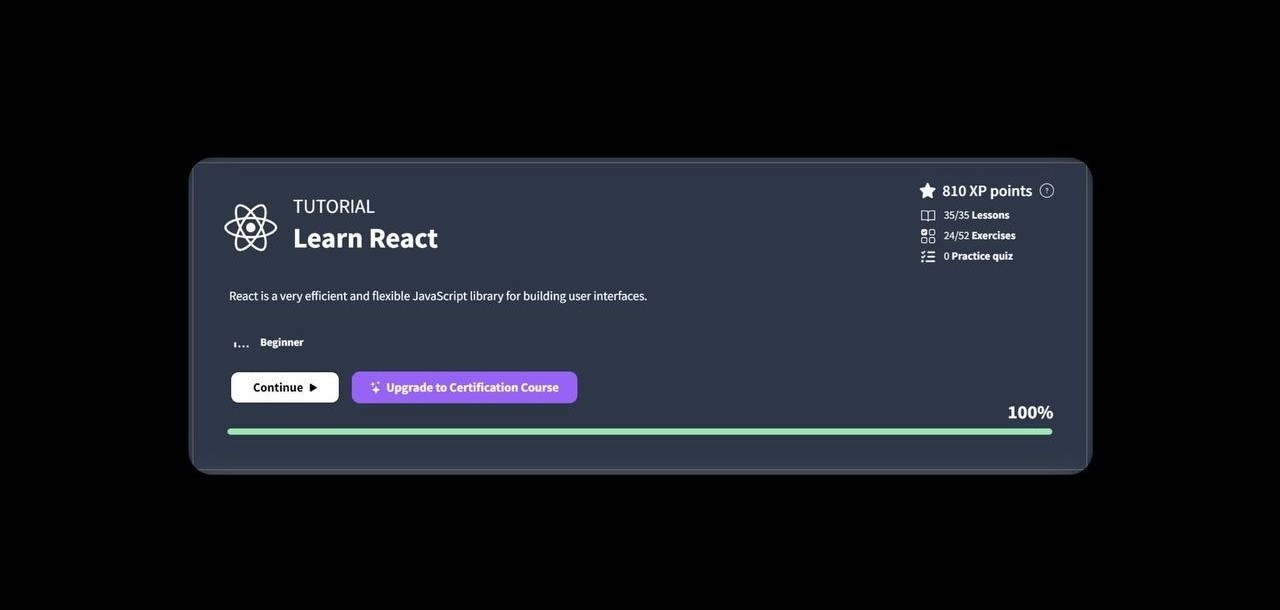 TUTORIAL
Learn React
810 XP points ?
35/35 Lessons
24/52 Exercises
0 Practice quiz
React is a very efficient and flexible JavaScript library for building user interfaces.
Beginner
Continue
Upgrade to Certification Course
100%